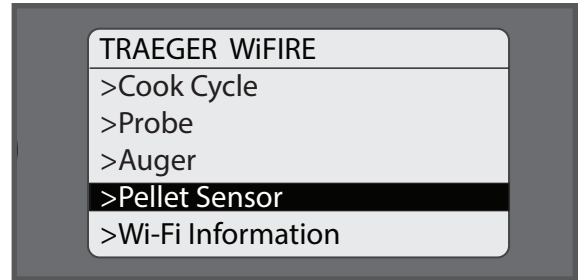 TRAEGER WiFIRE
>Cook Cycle
>Probe
>Auger
>Pellet Sensor
>Wi-Fi Information